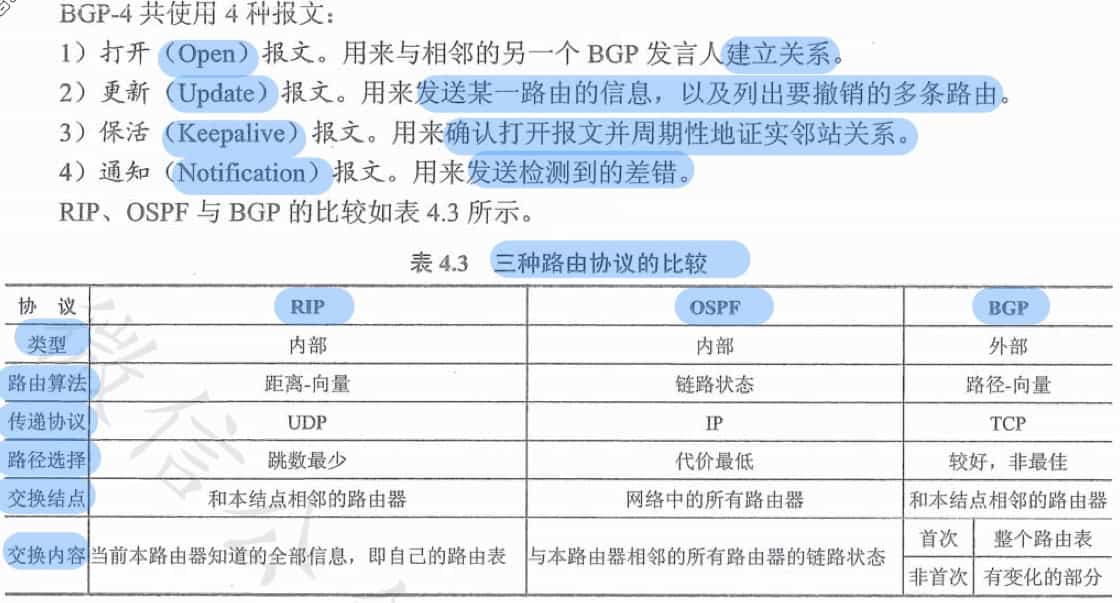 BGP-4 共使用 4 种报文：
1）打开（Open）报文。用来与相邻的另一个 BGP 发言人建立关系。
2）更新（Update）报文。用来发送某一路由的信息，以及列出要撤销的多条路由。
3）保活（Keepalive）报文。用来确认打开报文并周期性地证实邻站关系。
4）通知（Notification）报文。用来发送检测到的差错。
RIP、OSPF 与 BGP 的比较如表 4.3 所示。
表 4.3 三种路由协议的比较
协 议 RIP OSPF BGP
类型 内部 内部 外部
路由算法 距离-向量 链路状态 路径-向量
传递协议 UDP IP TCP
路径选择 跳数最少 代价最低 较好，非最佳
交换结点 和本结点相邻的路由器 网络中的所有路由器 和本结点相邻的路由器
交换内容 当前本路由器知道的全部信息，即自己的路由表 与本路由器相邻的所有路由器的链路状态 首次 整个路由表
非首次 有变化的部分
微信公